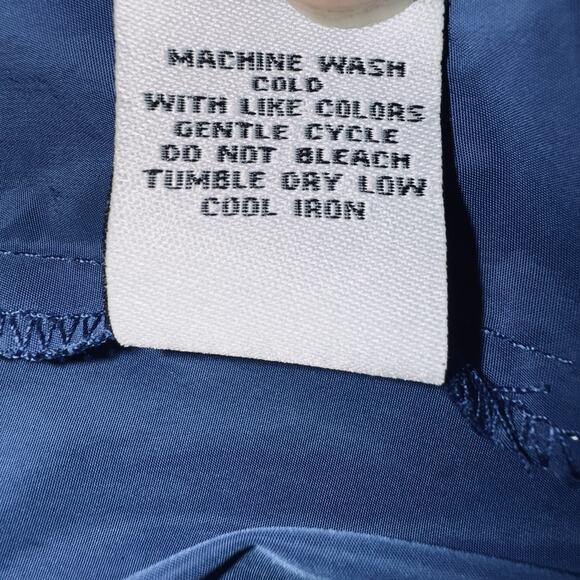 MACHINE WASH
COLD
WITH LIKE COLORS
GENTLE CYCLE
DO NOT BLEACH
TUMBLE DRY LOW
COOL IRON